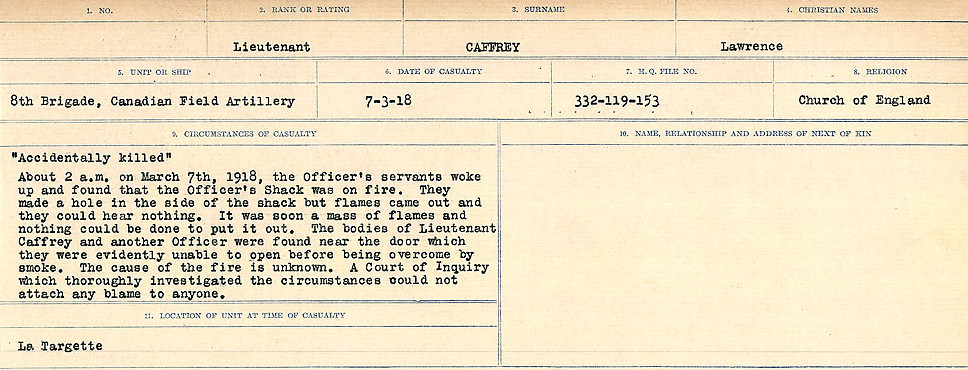 1. NO. 2. RANK OR RATING 3. SURNAME 4. CHRISTIAN NAMES
Lieutenant CAFFREY Lawrence
5. UNIT OR SHIP 6. DATE OF CASUALTY 7. H.Q. FILE NO. 8. RELIGION
8th Brigade, Canadian Field Artillery 7-3-18 332-119-153 Church of England
9. CIRCUMSTANCES OF CASUALTY 10. NAME, RELATIONSHIP AND ADDRESS OF NEXT OF KIN
"Accidentally killed"
About 2 a.m. on March 7th, 1918, the Officer's servants woke
up and found that the Officer's Shack was on fire. They
made a hole in the side of the shack but flames came out and
they could hear nothing. It was soon a mass of flames and
nothing could be done to put it out. The bodies of Lieutenant
Caffrey and another Officer were found near the door which
they were evidently unable to open before being overcome by
smoke. The cause of the fire is unknown. A Court of Inquiry
which thoroughly investigated the circumstances could not
attach any blame to anyone.
11. LOCATION OF UNIT AT TIME OF CASUALTY
La Targette